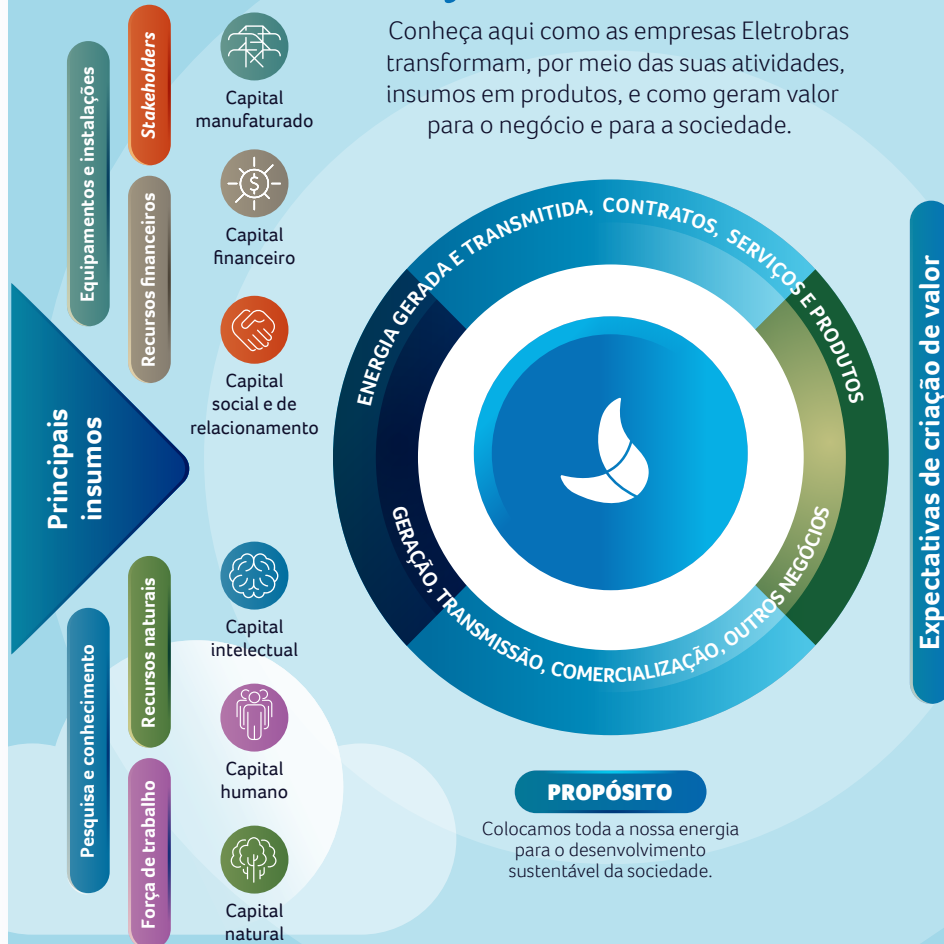 Conheça aqui como as empresas Eletrobras
transformam, por meio das suas atividades,
insumos em produtos, e como geram valor
para o negócio e para a sociedade.
Principais
insumos
Equipamentos e instalações
Stakeholders
Recursos financeiros
Capital
manufaturado
Capital
financeiro
Capital
social e de
relacionamento
Pesquisa e conhecimento
Recursos naturais
Força de trabalho
Capital
intelectual
Capital
humano
Capital
natural
ENERGIA GERADA E TRANSMITIDA, CONTRATOS, SERVIÇOS E PRODUTOS
GERAÇÃO, TRANSMISSÃO, COMERCIALIZAÇÃO, OUTROS NEGÓCIOS
PROPÓSITO
Colocamos toda a nossa energia
para o desenvolvimento
sustentável da sociedade.
Expectativas de criação de valor